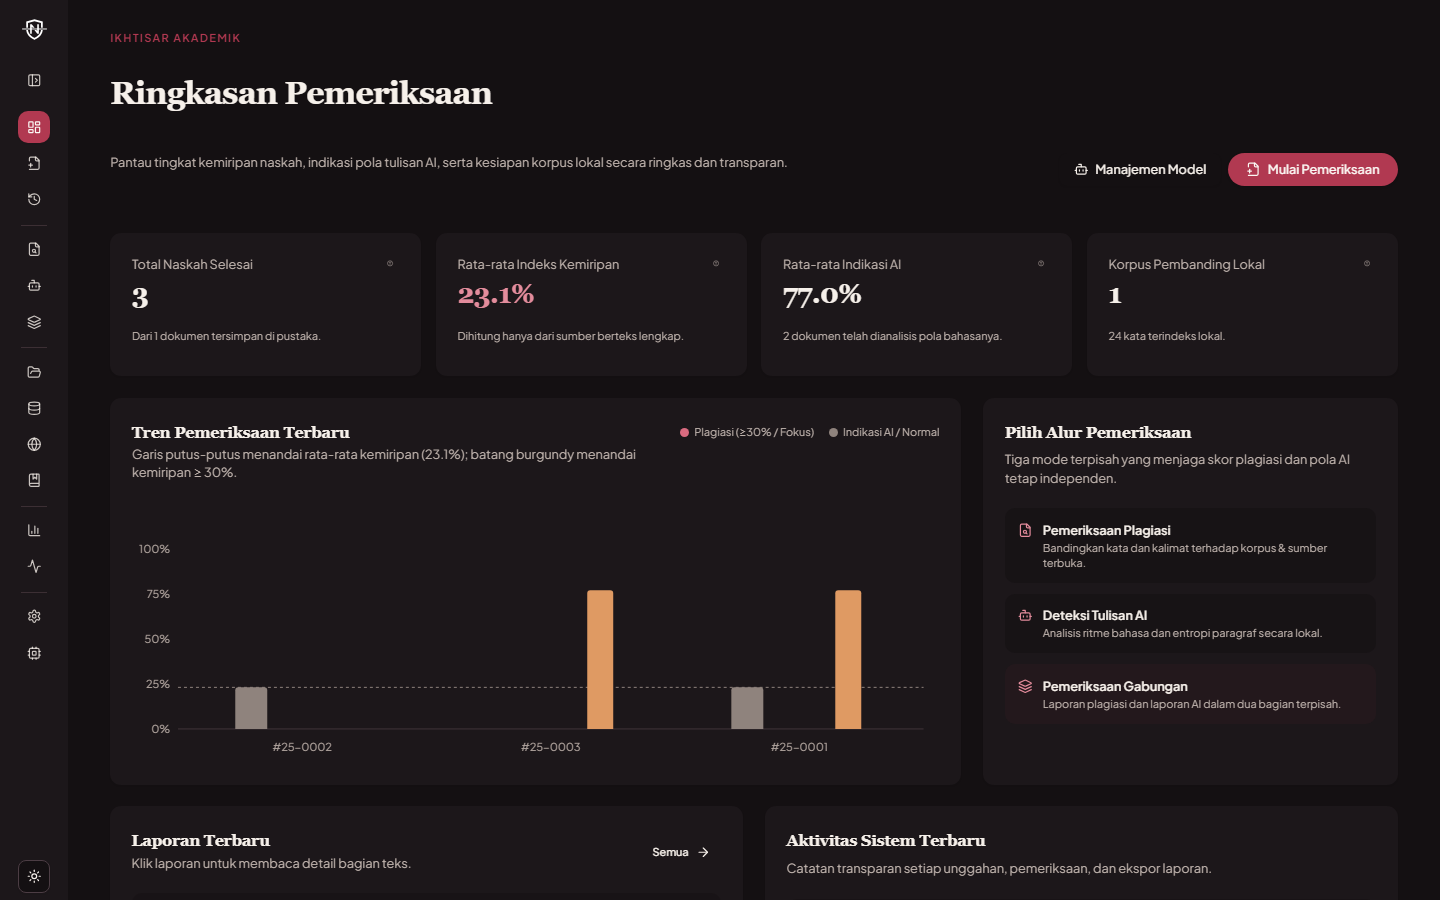 IKHTISAR AKADEMIK
Ringkasan Pemeriksaan
Pantau tingkat kemiripan naskah, indikasi pola tulisan AI, serta kesiapan korpus lokal secara ringkas dan transparan.
Manajemen Model
Mulai Pemeriksaan
Total Naskah Selesai
3
Dari 1 dokumen tersimpan di pustaka.
Rata-rata Indeks Kemiripan
23.1%
Dihitung hanya dari sumber berteks lengkap.
Rata-rata Indikasi AI
77.0%
2 dokumen telah dianalisis pola bahasanya.
Korpus Pembanding Lokal
1
24 kata terindeks lokal.
Tren Pemeriksaan Terbaru
Garis putus-putus menandai rata-rata kemiripan (23.1%); batang burgundy menandai
kemiripan ≥ 30%.
Plagiasi (≥30% / Fokus)
Indikasi AI / Normal
100%
75%
50%
25%
0%
#25-0002
#25-0003
#25-0001
Pilih Alur Pemeriksaan
Tiga mode terpisah yang menjaga skor plagiasi dan pola AI
tetap independen.
Pemeriksaan Plagiasi
Bandingkan kata dan kalimat terhadap korpus & sumber
terbuka.
Deteksi Tulisan AI
Analisis ritme bahasa dan entropi paragraf secara lokal.
Pemeriksaan Gabungan
Laporan plagiasi dan laporan AI dalam dua bagian terpisah.
Laporan Terbaru
Klik laporan untuk membaca detail bagian teks.
Semua
Aktivitas Sistem Terbaru
Catatan transparan setiap unggahan, pemeriksaan, dan ekspor laporan.